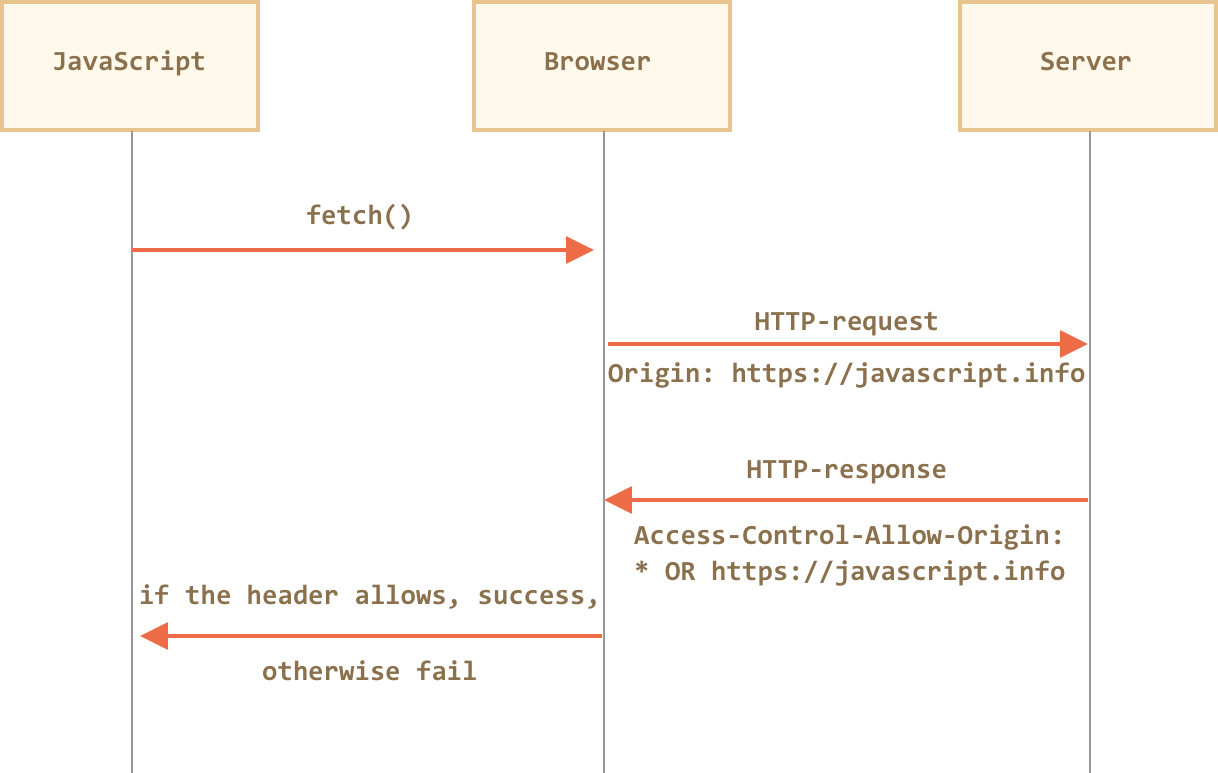 JavaScript
Browser
Server
fetch()
HTTP-request
Origin: https://javascript.info
HTTP-response
Access-Control-Allow-Origin:
* OR https://javascript.info
if the header allows, success,
otherwise fail